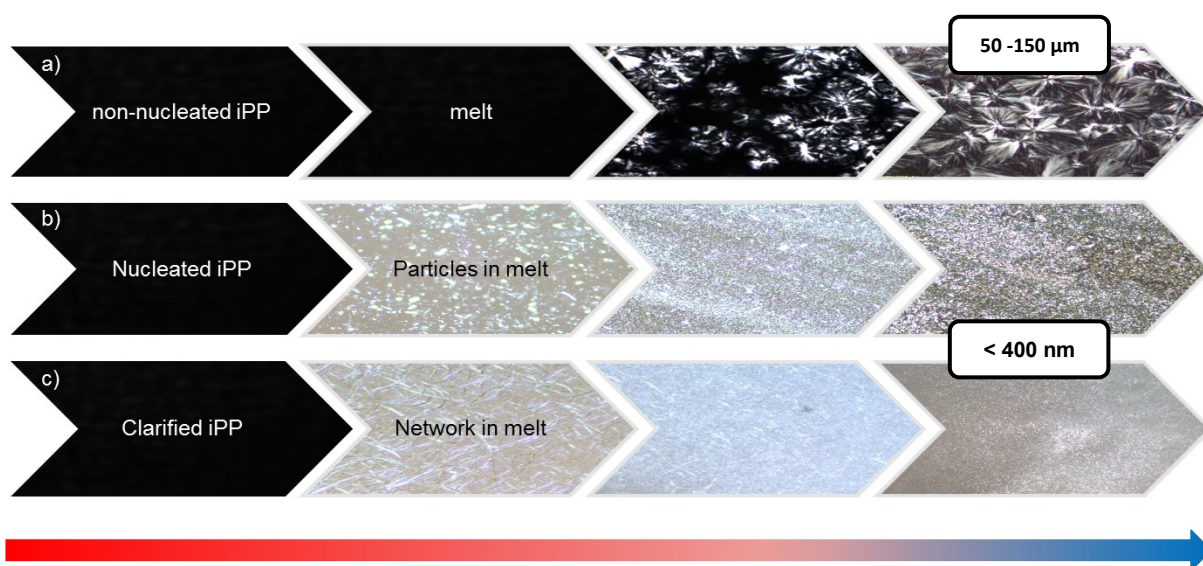 a)
non-nucleated iPP
melt
50 -150 µm
b)
Nucleated iPP
Particles in melt
< 400 nm
c)
Clarified iPP
Network in melt